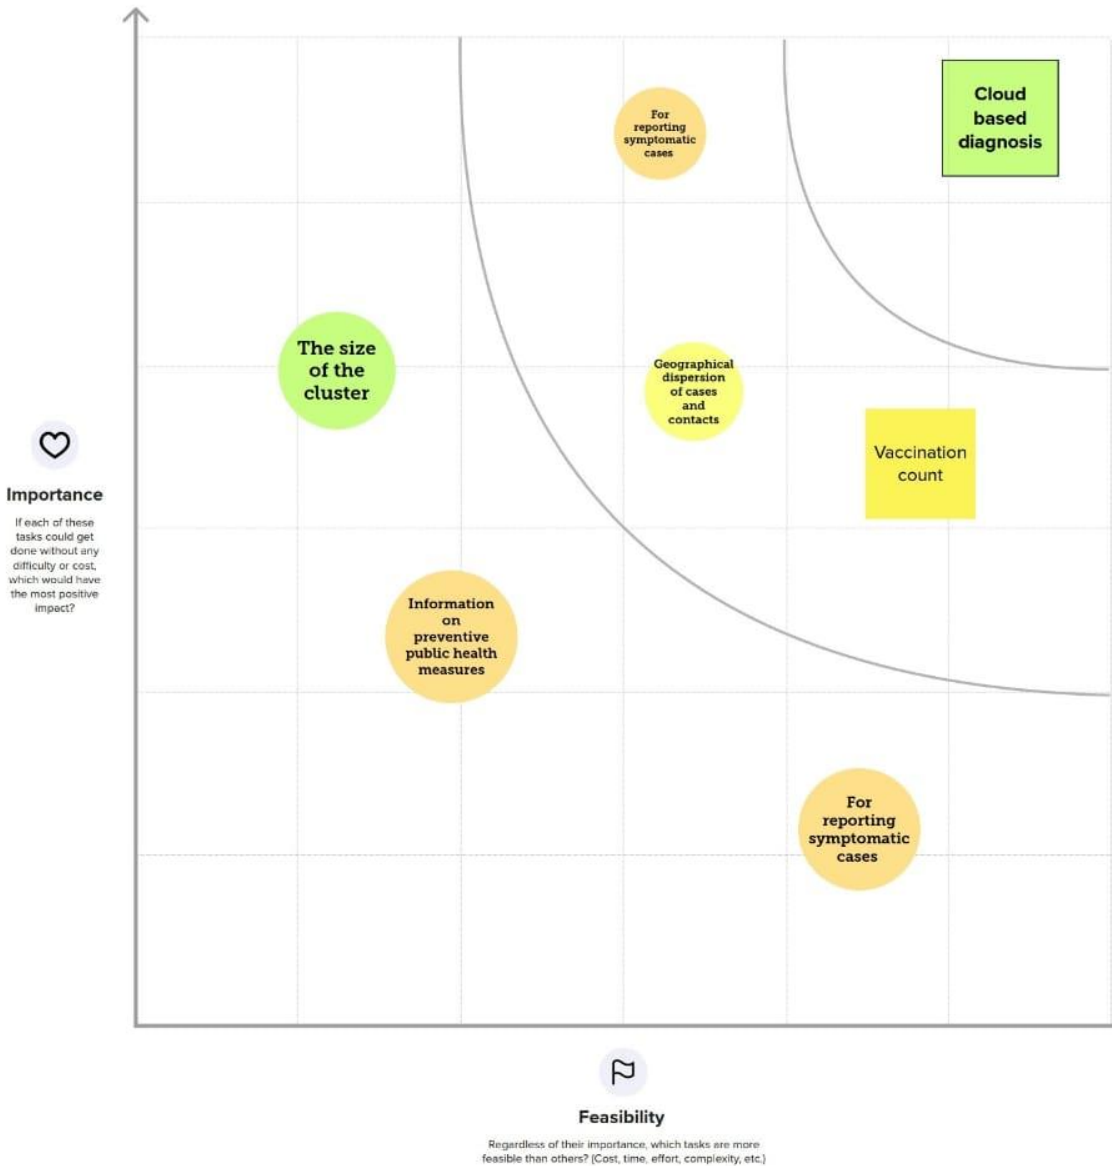 For
reporting
symptomatic
cases
Cloud
based
diagnosis
The size
of the
cluster
Geographical
dispersion
of cases
and
contacts
Vaccination
count
Importance
If each of these
tasks could get
done without any
difficulty or cost,
which would have
the most positive
impact?
Information
on
preventive
public health
measures
For
reporting
symptomatic
cases
Feasibility
Regardless of their importance, which tasks are more
feasible than others? (Cost, time, effort, complexity, etc.)